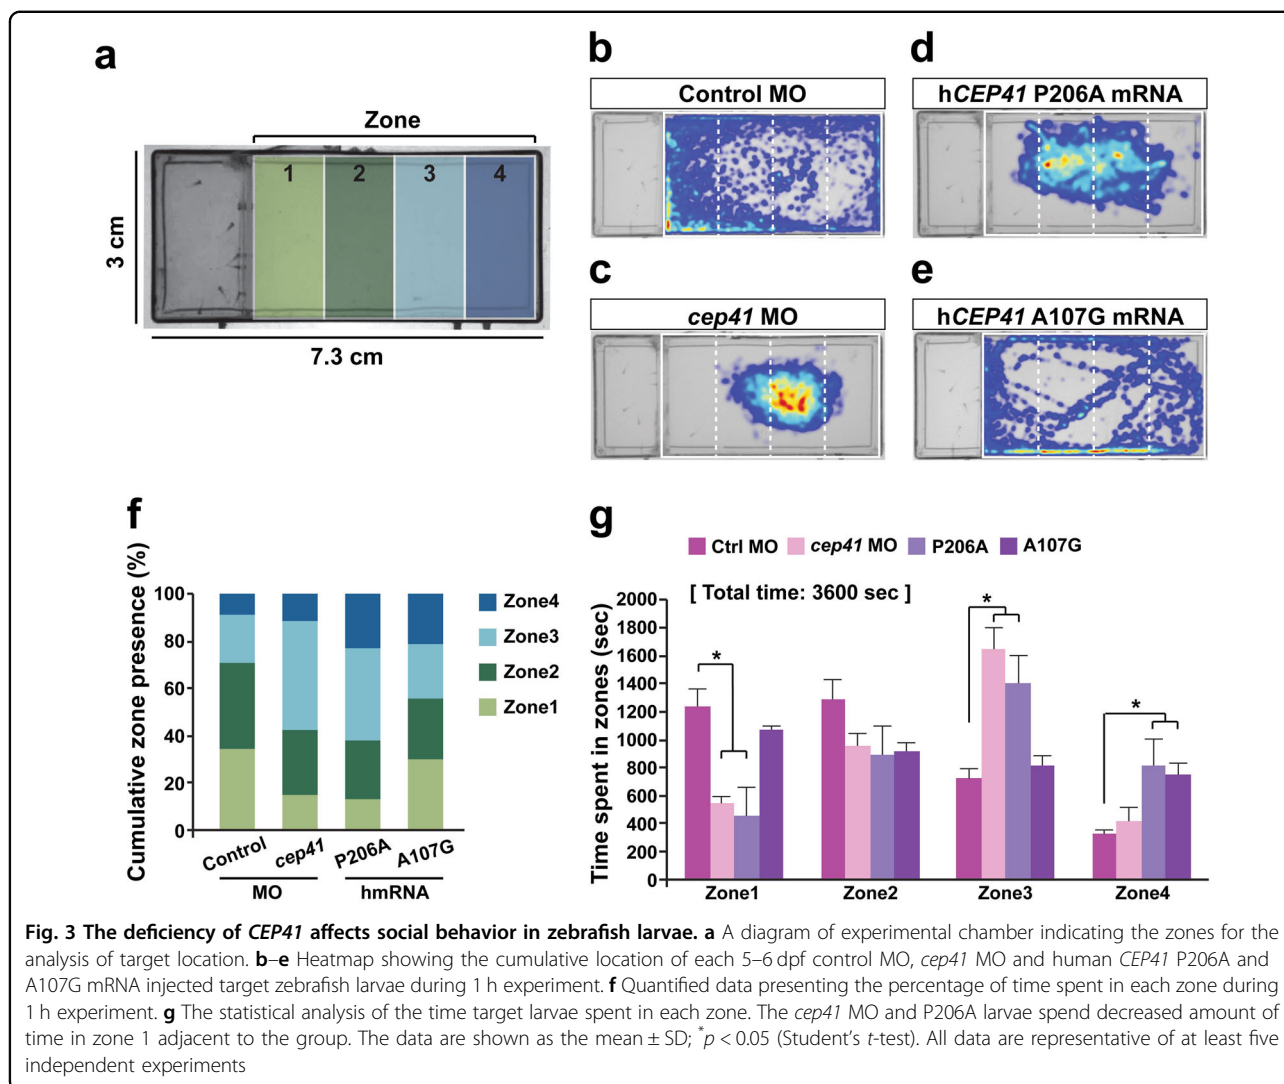 a
Zone
1 2 3 4
3 cm
7.3 cm
b
Control MO
c
cep41 MO
d
hCEP41 P206A mRNA
e
hCEP41 A107G mRNA
f
Cumulative zone presence (%)
100
80
60
40
20
0
Control
cep41
P206A
A107G
MO
hmRNA
Zone4
Zone3
Zone2
Zone1
g
Ctrl MO cep41 MO P206A A107G
[ Total time: 3600 sec ]
Time spent in zones (sec)
2000
1800
1600
1400
1200
1000
800
600
400
200
0
*
*
*
Zone1 Zone2 Zone3 Zone4
Fig. 3 The deficiency of CEP41 affects social behavior in zebrafish larvae. a A diagram of experimental chamber indicating the zones for the
analysis of target location. b–e Heatmap showing the cumulative location of each 5–6 dpf control MO, cep41 MO and human CEP41 P206A and
A107G mRNA injected target zebrafish larvae during 1 h experiment. f Quantified data presenting the percentage of time spent in each zone during
1 h experiment. g The statistical analysis of the time target larvae spent in each zone. The cep41 MO and P206A larvae spend decreased amount of
time in zone 1 adjacent to the group. The data are shown as the mean ± SD; *p < 0.05 (Student's t-test). All data are representative of at least five
independent experiments